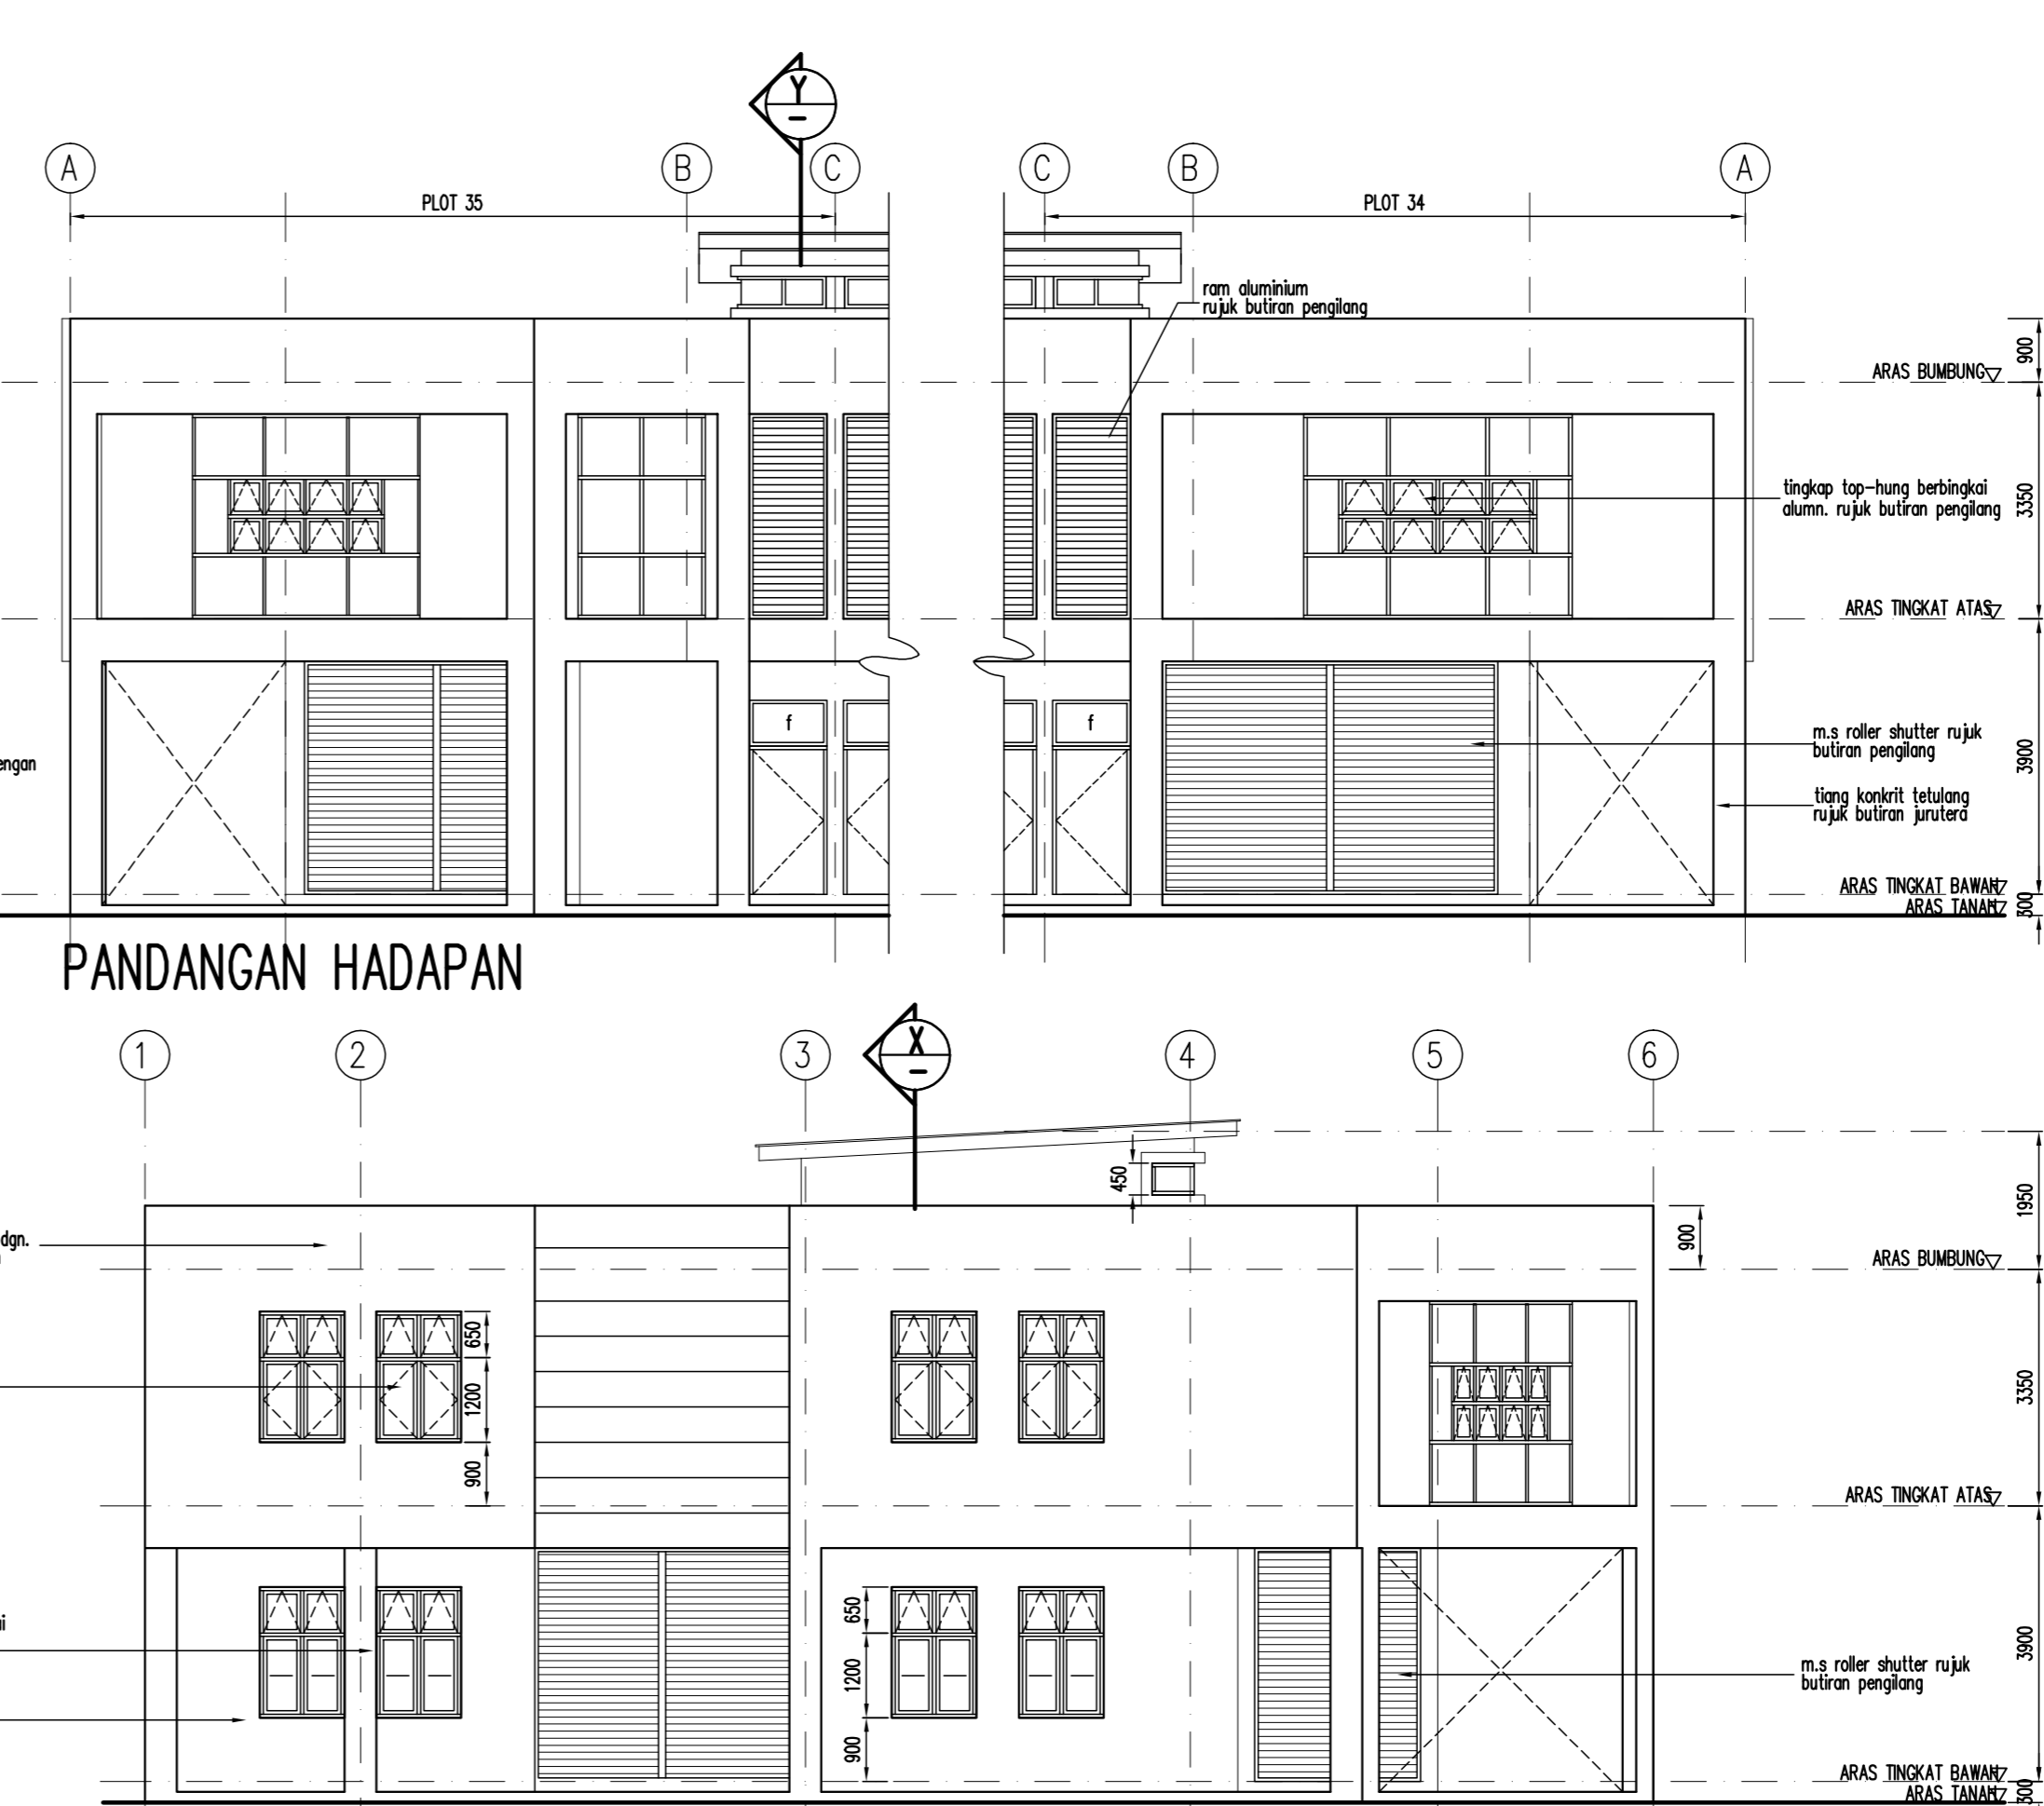 Y
A
B
C
C
B
A
PLOT 35
PLOT 34
ram aluminium
rujuk butiran pengilang
900
ARAS BUMBUNG
tingkap top-hung berbingkai
alumn. rujuk butiran pengilang
3350
ARAS TINGKAT ATAS
f
f
m.s roller shutter rujuk
butiran pengilang
engan
3900
tiang konkrit tetulang
rujuk butiran jurutera
ARAS TINGKAT BAWAH
ARAS TANAH
300
PANDANGAN HADAPAN
X
1
2
3
4
5
6
450
1950
900
dgn.
ARAS BUMBUNG
650
1200
900
3350
ARAS TINGKAT ATAS
650
1200
900
3900
m.s roller shutter rujuk
butiran pengilang
ARAS TINGKAT BAWAH
ARAS TANAH
300